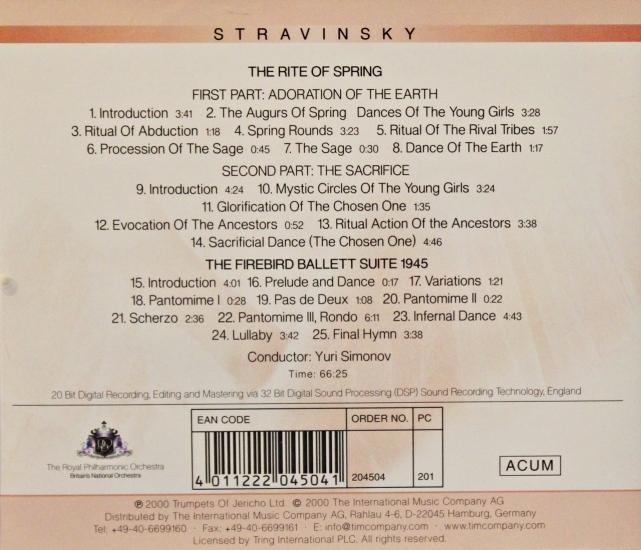 STRAVINSKY
THE RITE OF SPRING
FIRST PART: ADORATION OF THE EARTH
1. Introduction 3:41 2. The Augurs Of Spring Dances Of The Young Girls 3:28
3. Ritual Of Abduction 1:18 4. Spring Rounds 3:23 5. Ritual Of The Rival Tribes 1:57
6. Procession Of The Sage 0:45 7. The Sage 0:30 8. Dance Of The Earth 1:17
SECOND PART: THE SACRIFICE
9. Introduction 4:24 10. Mystic Circles Of The Young Girls 3:24
11. Glorification Of The Chosen One 1:35
12. Evocation Of The Ancestors 0:52 13. Ritual Action Of the Ancestors 3:38
14. Sacrificial Dance (The Chosen One) 4:46
THE FIREBIRD BALLETT SUITE 1945
15. Introduction 4:01 16. Prelude and Dance 0:17 17. Variations 1:21
18. Pantomime I 0:28 19. Pas de Deux 1:08 20. Pantomime II 0:22
21. Scherzo 2:36 22. Pantomime III, Rondo 6:11 23. Infernal Dance 4:43
24. Lullaby 3:42 25. Final Hymn 3:38
Conductor: Yuri Simonov
Time: 66:25
20 Bit Digital Recording, Editing and Mastering via 32 Bit Digital Sound Processing (DSP) Sound Recording Technology, England
EAN CODE ORDER NO. PC
4 011222 045041 204504 201
The Royal Philharmonic Orchestra
Britain's National Orchestra
ACUM
℗ 2000 Trumpets Of Jericho Ltd. © 2000 The International Music Company AG
Distributed by The International Music Company AG, Rahlau 4-6, D-22045 Hamburg, Germany
Tel: +49-40-6699160 · Fax: +49-40-6699161 · E: info@timcompany.com · www.timcompany.com
Licensed by Tring International PLC. All rights reserved.